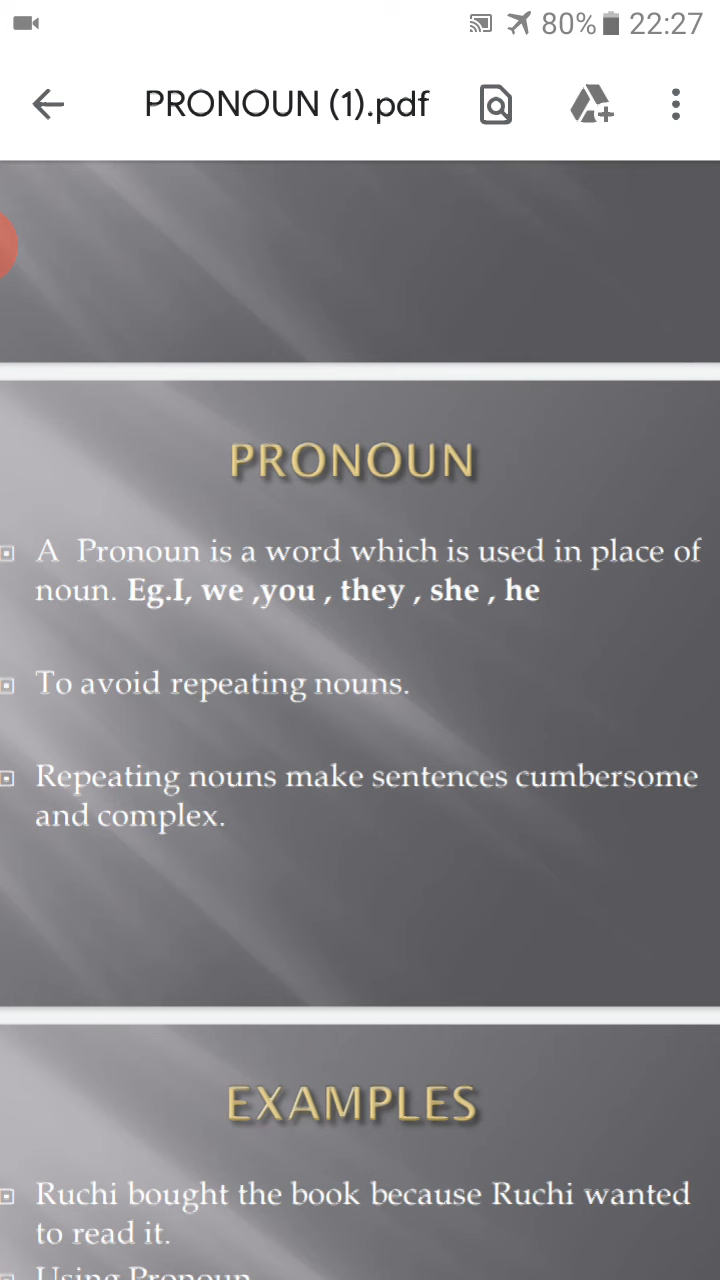 80% 22:27
PRONOUN (1).pdf
PRONOUN
A Pronoun is a word which is used in place of
noun. Eg.I, we ,you , they , she , he
To avoid repeating nouns.
Repeating nouns make sentences cumbersome
and complex.
EXAMPLES
Ruchi bought the book because Ruchi wanted
to read it.
Using Pronoun